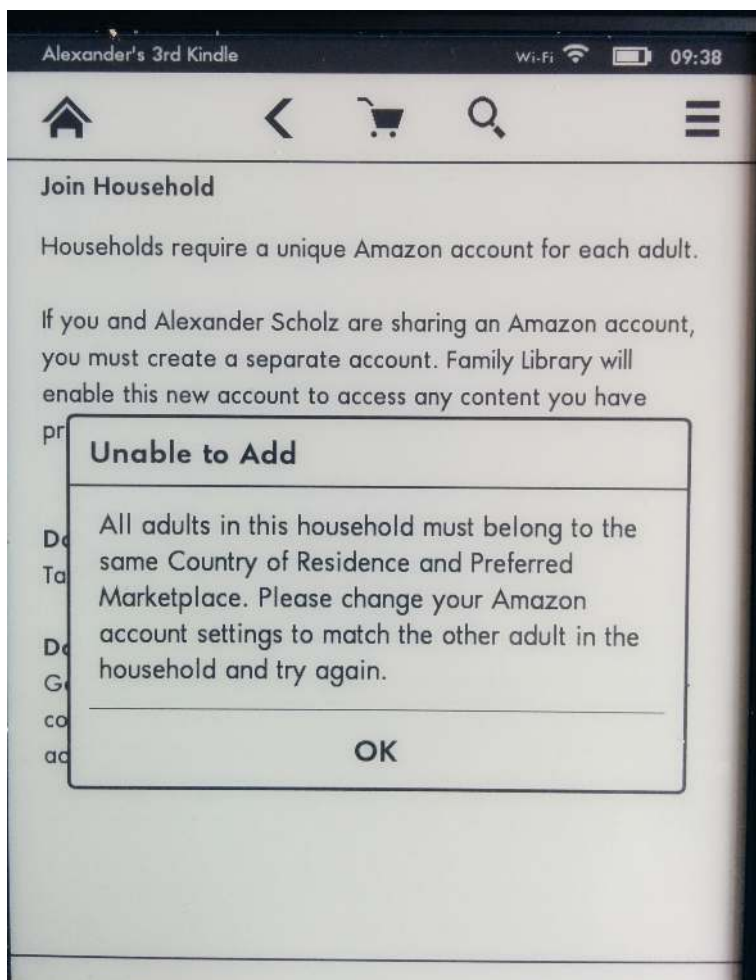 Alexander's 3rd Kindle Wi-Fi 09:38
Join Household
Households require a unique Amazon account for each adult.
If you and Alexander Scholz are sharing an Amazon account,
you must create a separate account. Family Library will
enable this new account to access any content you have
Unable to Add
All adults in this household must belong to the
same Country of Residence and Preferred
Marketplace. Please change your Amazon
account settings to match the other adult in the
household and try again.
OK